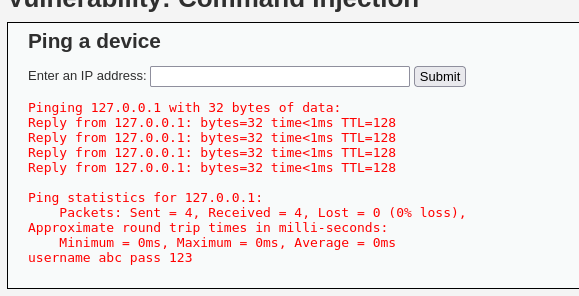 Vulnerability: Command Injection
Ping a device
Enter an IP address: Submit
Pinging 127.0.0.1 with 32 bytes of data:
Reply from 127.0.0.1: bytes=32 time<1ms TTL=128
Reply from 127.0.0.1: bytes=32 time<1ms TTL=128
Reply from 127.0.0.1: bytes=32 time<1ms TTL=128
Reply from 127.0.0.1: bytes=32 time<1ms TTL=128
Ping statistics for 127.0.0.1:
Packets: Sent = 4, Received = 4, Lost = 0 (0% loss),
Approximate round trip times in milli-seconds:
Minimum = 0ms, Maximum = 0ms, Average = 0ms
username abc pass 123